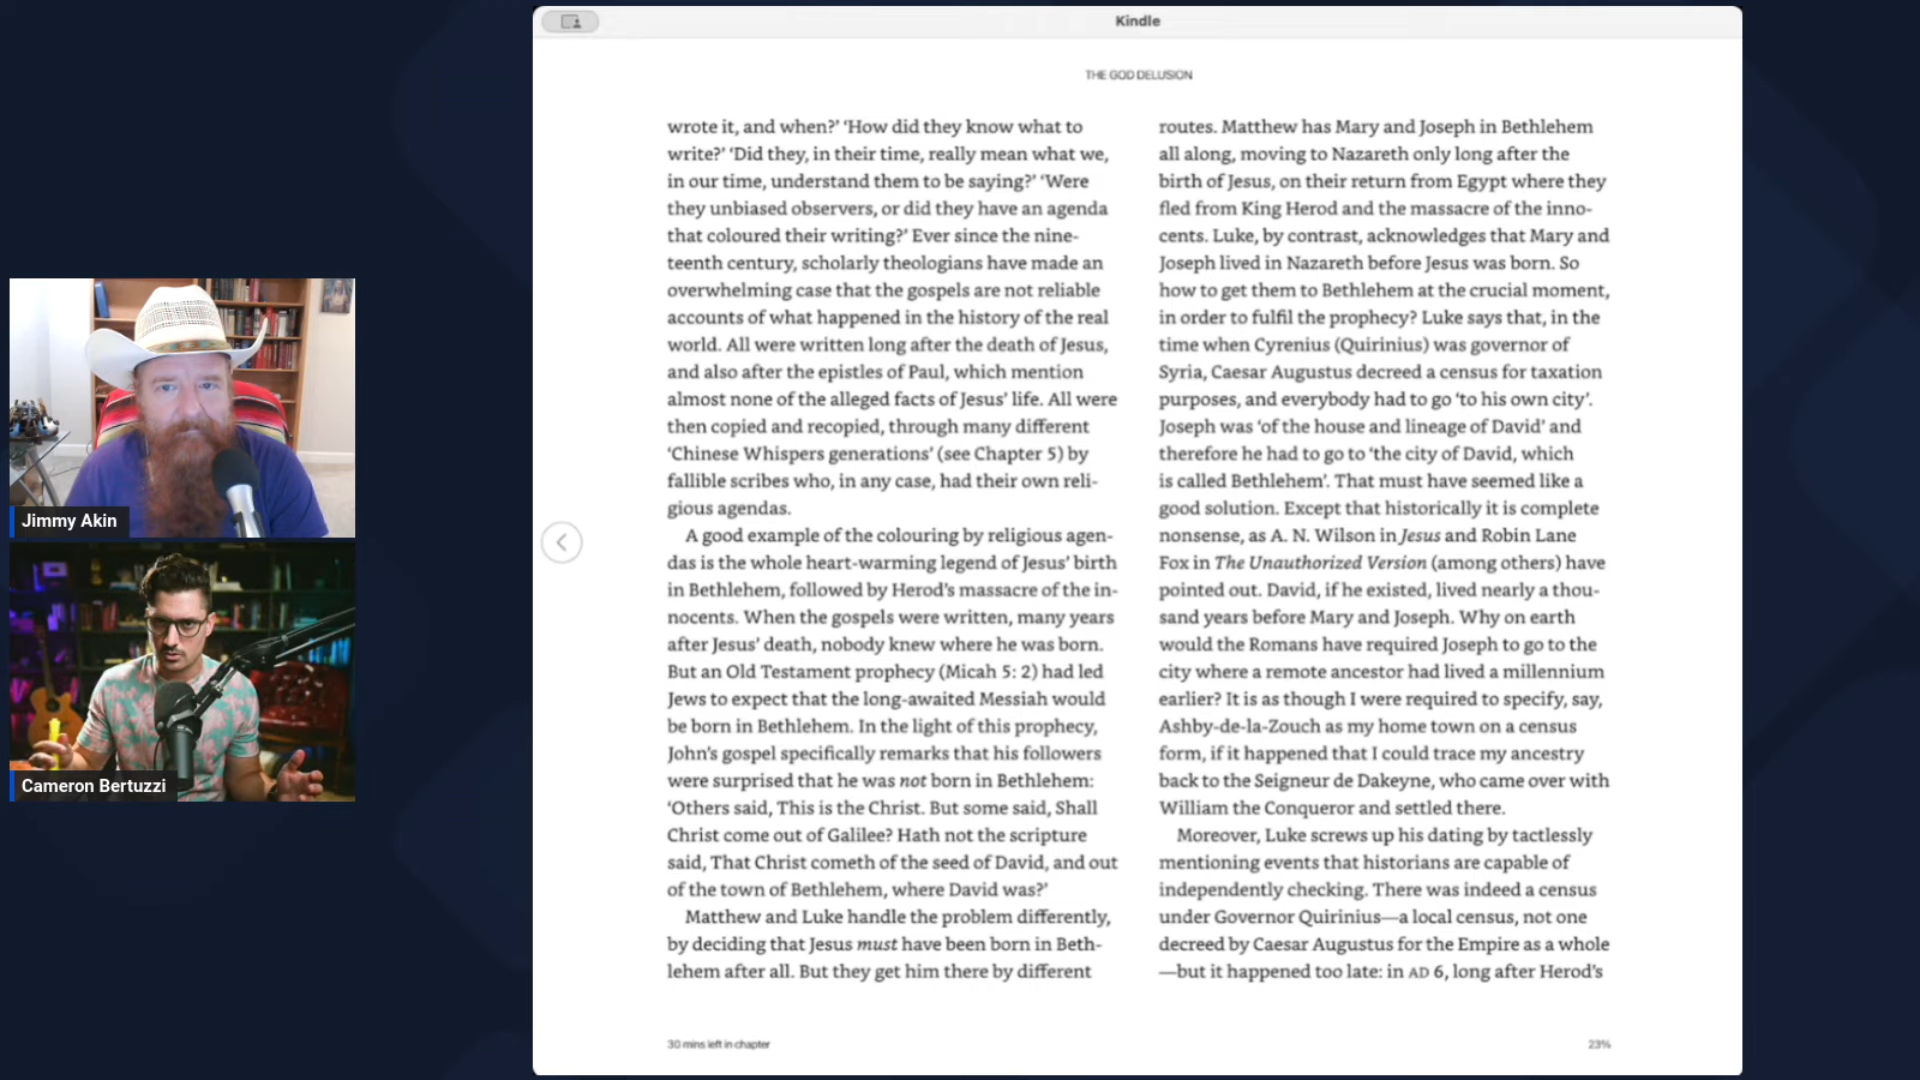 Kindle
THE GOD DELUSION
wrote it, and when?’ ‘How did they know what to
write?’ ‘Did they, in their time, really mean what we,
in our time, understand them to be saying?’ ‘Were
they unbiased observers, or did they have an agenda
that coloured their writing?’ Ever since the nine-
teenth century, scholarly theologians have made an
overwhelming case that the gospels are not reliable
accounts of what happened in the history of the real
world. All were written long after the death of Jesus,
and also after the epistles of Paul, which mention
almost none of the alleged facts of Jesus’ life. All were
then copied and recopied, through many different
‘Chinese Whispers generations’ (see Chapter 5) by
fallible scribes who, in any case, had their own reli-
gious agendas.
A good example of the colouring by religious agen-
das is the whole heart-warming legend of Jesus’ birth
in Bethlehem, followed by Herod’s massacre of the in-
nocents. When the gospels were written, many years
after Jesus’ death, nobody knew where he was born.
But an Old Testament prophecy (Micah 5: 2) had led
Jews to expect that the long-awaited Messiah would
be born in Bethlehem. In the light of this prophecy,
John’s gospel specifically remarks that his followers
were surprised that he was not born in Bethlehem:
‘Others said, This is the Christ. But some said, Shall
Christ come out of Galilee? Hath not the scripture
said, That Christ cometh of the seed of David, and out
of the town of Bethlehem, where David was?’
Matthew and Luke handle the problem differently,
by deciding that Jesus must have been born in Beth-
lehem after all. But they get him there by different
routes. Matthew has Mary and Joseph in Bethlehem
all along, moving to Nazareth only long after the
birth of Jesus, on their return from Egypt where they
fled from King Herod and the massacre of the inno-
cents. Luke, by contrast, acknowledges that Mary and
Joseph lived in Nazareth before Jesus was born. So
how to get them to Bethlehem at the crucial moment,
in order to fulfil the prophecy? Luke says that, in the
time when Cyrenius (Quirinius) was governor of
Syria, Caesar Augustus decreed a census for taxation
purposes, and everybody had to go ‘to his own city’.
Joseph was ‘of the house and lineage of David’ and
therefore he had to go to ‘the city of David, which
is called Bethlehem’. That must have seemed like a
good solution. Except that historically it is complete
nonsense, as A. N. Wilson in Jesus and Robin Lane
Fox in The Unauthorized Version (among others) have
pointed out. David, if he existed, lived nearly a thou-
sand years before Mary and Joseph. Why on earth
would the Romans have required Joseph to go to the
city where a remote ancestor had lived a millennium
earlier? It is as though I were required to specify, say,
Ashby-de-la-Zouch as my home town on a census
form, if it happened that I could trace my ancestry
back to the Seigneur de Dakeyne, who came over with
William the Conqueror and settled there.
Moreover, Luke screws up his dating by tactlessly
mentioning events that historians are capable of
independently checking. There was indeed a census
under Governor Quirinius—a local census, not one
decreed by Caesar Augustus for the Empire as a whole
—but it happened too late: in AD 6, long after Herod’s
30 mins left in chapter
23%
Jimmy Akin
Cameron Bertuzzi